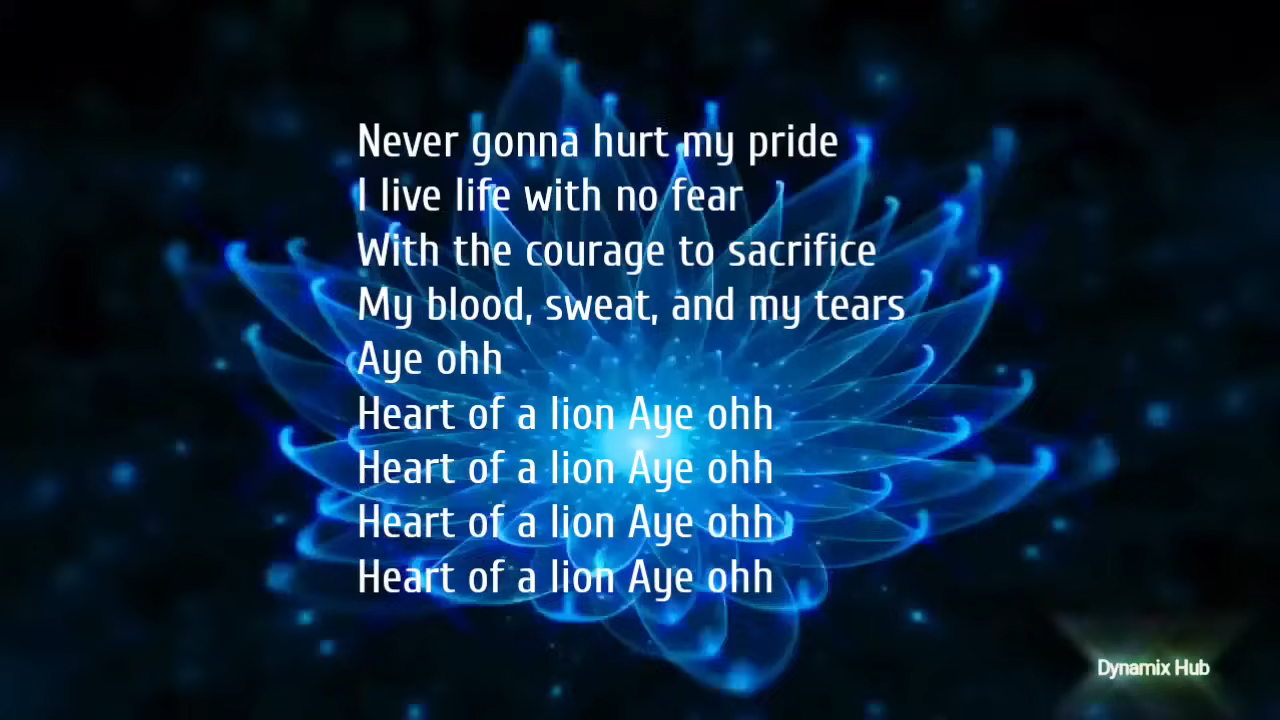 Never gonna hurt my pride
I live life with no fear
With the courage to sacrifice
My blood, sweat, and my tears
Aye ohh
Heart of a lion Aye ohh
Heart of a lion Aye ohh
Heart of a lion Aye ohh
Heart of a lion Aye ohh
Dynamix Hub